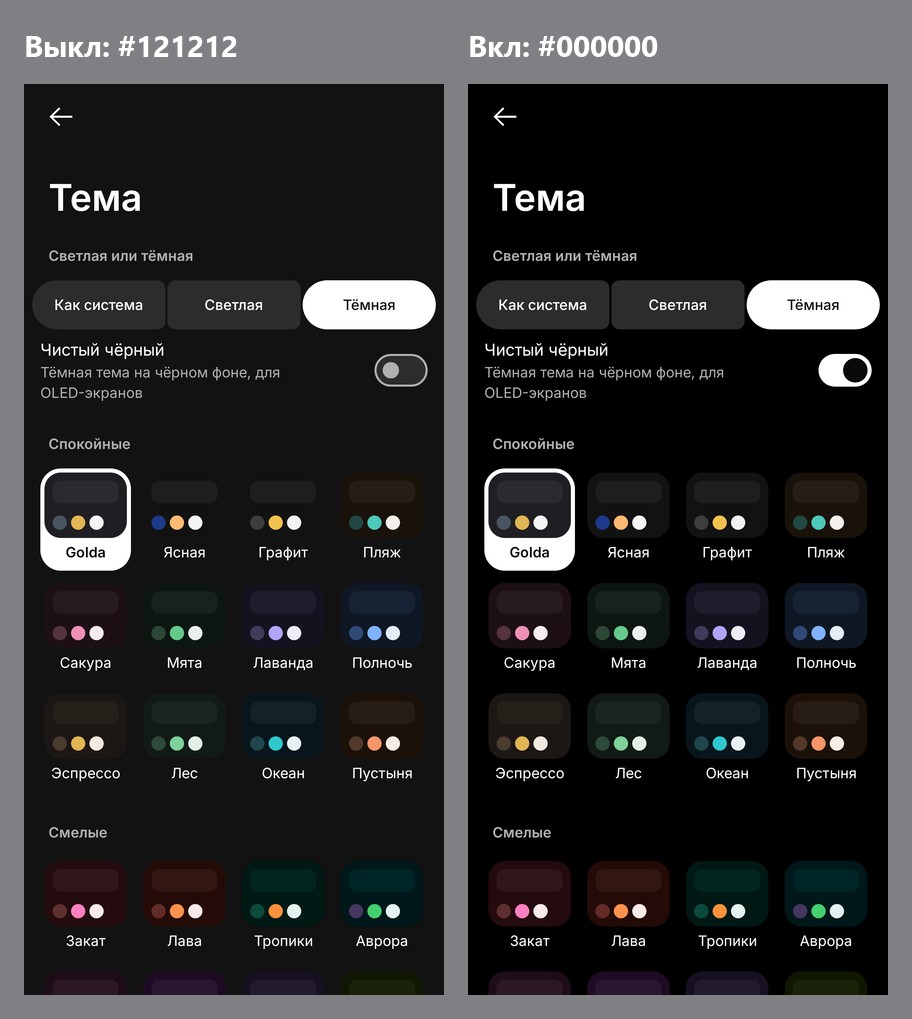 Выкл: #121212
Тема
Светлая или тёмная
Как система Светлая Тёмная
Чистый чёрный
Тёмная тема на чёрном фоне, для
OLED-экранов
Спокойные
Golda Ясная Графит Пляж
Сакура Мята Лаванда Полночь
Эспрессо Лес Океан Пустыня
Смелые
Закат Лава Тропики Аврора
Вкл: #000000
Тема
Светлая или тёмная
Как система Светлая Тёмная
Чистый чёрный
Тёмная тема на чёрном фоне, для
OLED-экранов
Спокойные
Golda Ясная Графит Пляж
Сакура Мята Лаванда Полночь
Эспрессо Лес Океан Пустыня
Смелые
Закат Лава Тропики Аврора